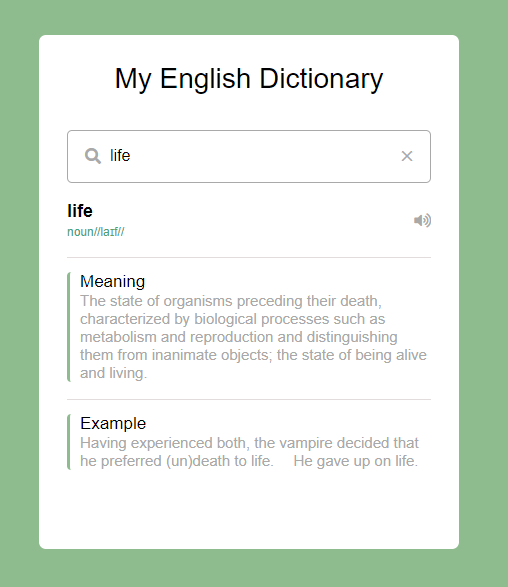 My English Dictionary
life
life
noun//laɪf//
Meaning
The state of organisms preceding their death,
characterized by biological processes such as
metabolism and reproduction and distinguishing
them from inanimate objects; the state of being alive
and living.
Example
Having experienced both, the vampire decided that
he preferred (un)death to life.     He gave up on life.